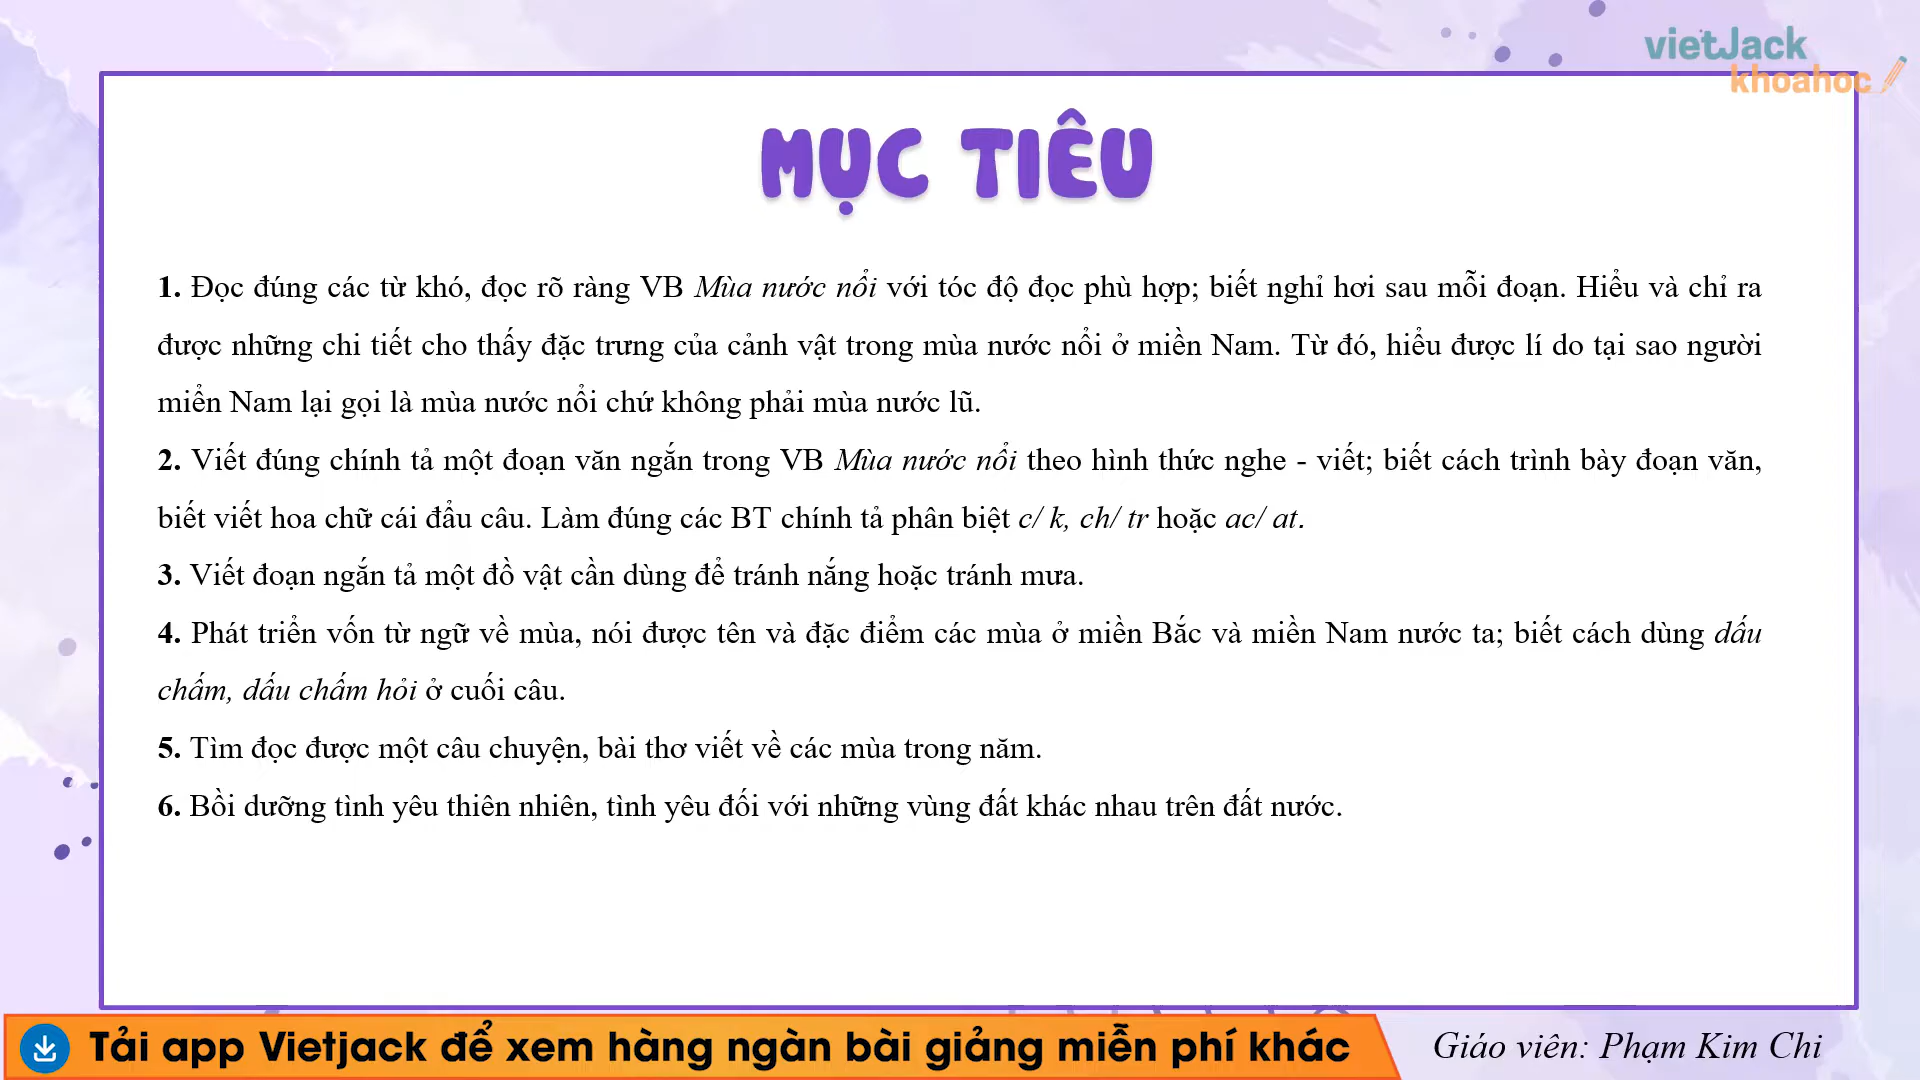 vietJack
khoahoc
MỤC TIÊU
1. Đọc đúng các từ khó, đọc rõ ràng VB Mùa nước nổi với tóc độ đọc phù hợp; biết nghỉ hơi sau mỗi đoạn. Hiểu và chỉ ra
được những chi tiết cho thấy đặc trưng của cảnh vật trong mùa nước nổi ở miền Nam. Từ đó, hiểu được lí do tại sao người
miển Nam lại gọi là mùa nước nổi chứ không phải mùa nước lũ.
2. Viết đúng chính tả một đoạn văn ngắn trong VB Mùa nước nổi theo hình thức nghe - viết; biết cách trình bày đoạn văn,
biết viết hoa chữ cái đẩu câu. Làm đúng các BT chính tả phân biệt c/ k, ch/ tr hoặc ac/ at.
3. Viết đoạn ngắn tả một đồ vật cần dùng để tránh nắng hoặc tránh mưa.
4. Phát triển vốn từ ngữ về mùa, nói được tên và đặc điểm các mùa ở miền Bắc và miền Nam nước ta; biết cách dùng dấu
chấm, dấu chấm hỏi ở cuối câu.
5. Tìm đọc được một câu chuyện, bài thơ viết về các mùa trong năm.
6. Bồi dưỡng tình yêu thiên nhiên, tình yêu đối với những vùng đất khác nhau trên đất nước.
Tải app Vietjack để xem hàng ngàn bài giảng miễn phí khác
Giáo viên: Phạm Kim Chi